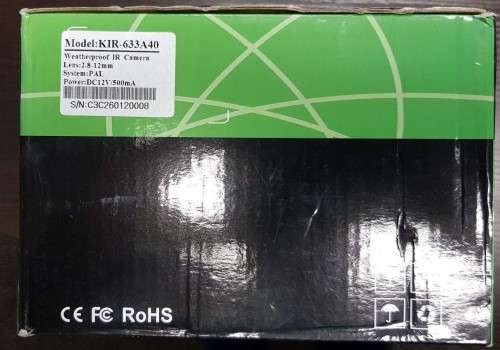 Model:KIR-633A40
Weatherproof IR Camera
Lens:2.8-12mm
System:PAL
Power:DC12V/500mA
S/N:C3C260120008
CE FC RoHS